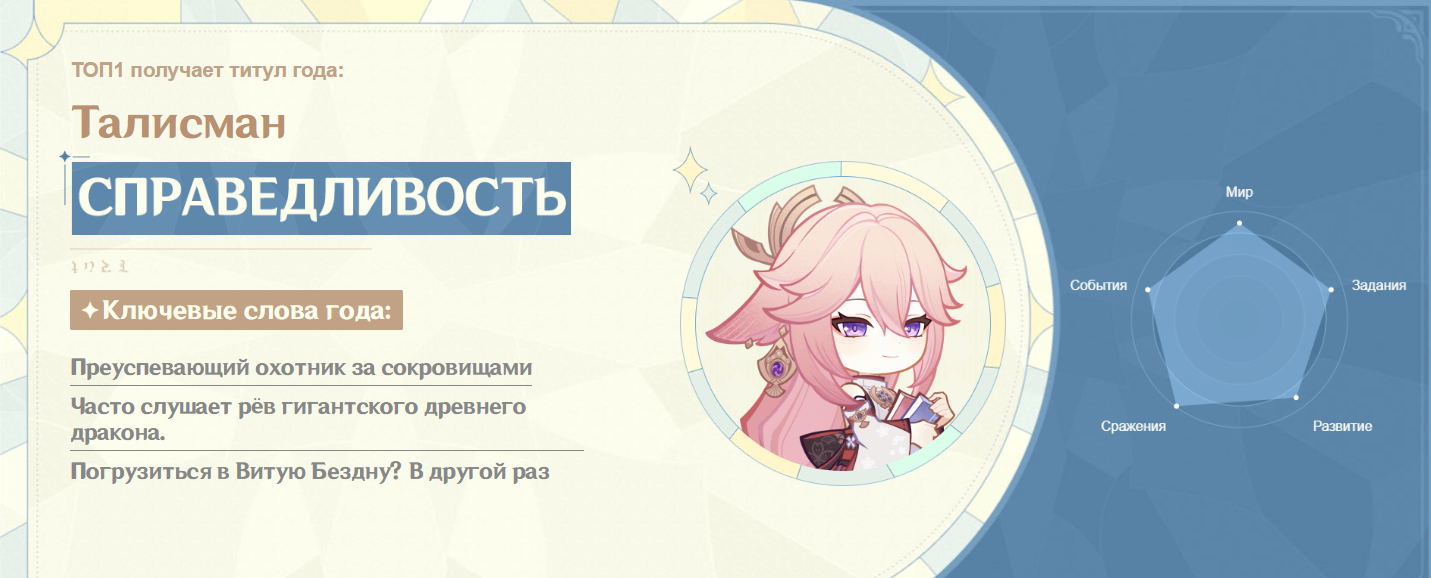 ТОП1 получает титул года:
Талисман
СПРАВЕДЛИВОСТЬ
✦Ключевые слова года:
Преуспевающий охотник за сокровищами
Часто слушает рёв гигантского древнего
дракона.
Погрузиться в Витую Бездну? В другой раз
Мир
События
Задания
Сражения
Развитие